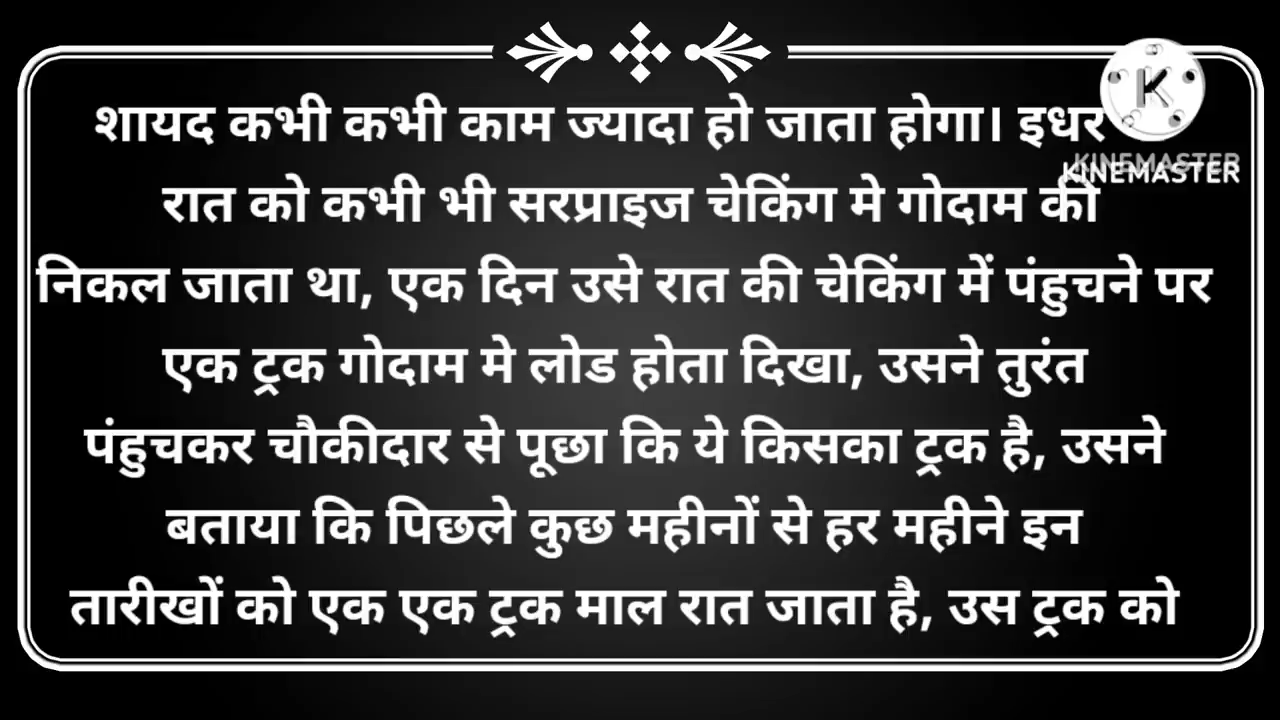 शायद कभी कभी काम ज्यादा हो जाता होगा। इधर
रात को कभी भी सरप्राइज चेकिंग मे गोदाम की
निकल जाता था, एक दिन उसे रात की चेकिंग में पंहुचने पर
एक ट्रक गोदाम मे लोड होता दिखा, उसने तुरंत
पंहुचकर चौकीदार से पूछा कि ये किसका ट्रक है, उसने
बताया कि पिछले कुछ महीनों से हर महीने इन
तारीखों को एक एक ट्रक माल रात जाता है, उस ट्रक को
K
KINEMASTER
KINEMASTER